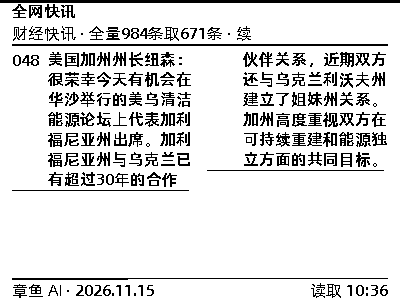 全网快讯
财经快讯 · 全量984条取671条 · 续
048 美国加州州长纽森：
很荣幸今天有机会在
华沙举行的美乌清洁
能源论坛上代表加利
福尼亚州出席。加利
福尼亚州与乌克兰已
有超过30年的合作
伙伴关系，近期双方
还与乌克兰利沃夫州
建立了姐妹州关系。
加州高度重视双方在
可持续重建和能源独
立方面的共同目标。
章鱼 AI · 2026.11.15
读取 10:36